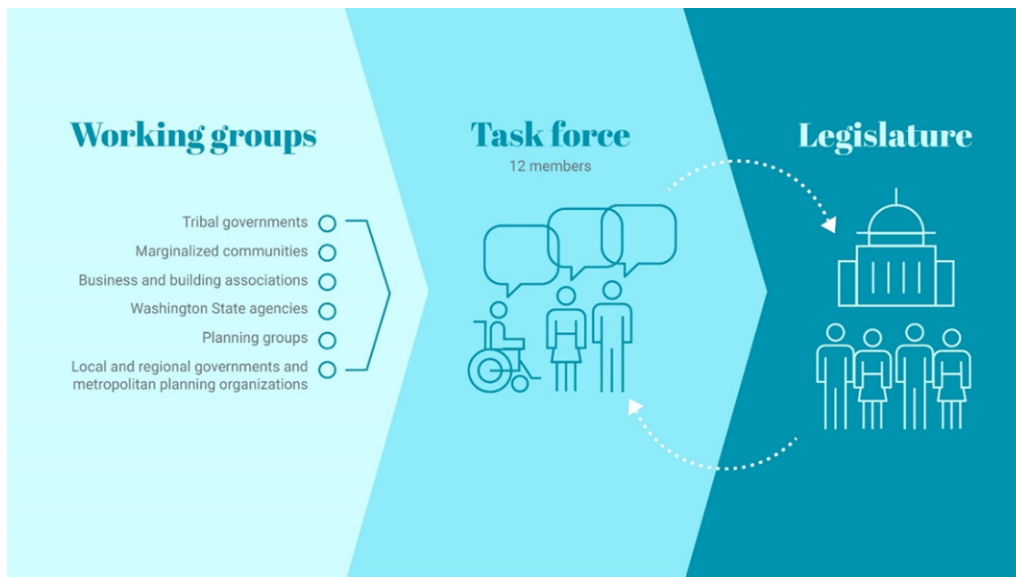 Working groups
Tribal governments
Marginalized communities
Business and building associations
Washington State agencies
Planning groups
Local and regional governments and
metropolitan planning organizations
Task force
12 members
Legislature